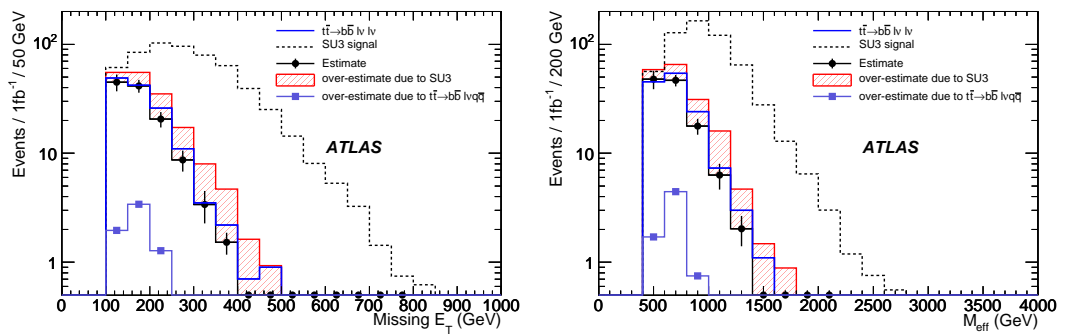 Events / 1fb⁻¹ / 50 GeV
10²
10
1
tt̄→bb̄ lν lν
SU3 signal
Estimate
over-estimate due to SU3
over-estimate due to tt̄→bb̄ lνqq̄
ATLAS
0 100 200 300 400 500 600 700 800 900 1000
Missing E_T (GeV)
Events / 1fb⁻¹ / 200 GeV
10²
10
1
tt̄→bb̄ lν lν
SU3 signal
Estimate
over-estimate due to SU3
over-estimate due to tt̄→bb̄ lνqq̄
ATLAS
0 500 1000 1500 2000 2500 3000 3500 4000
M_eff (GeV)